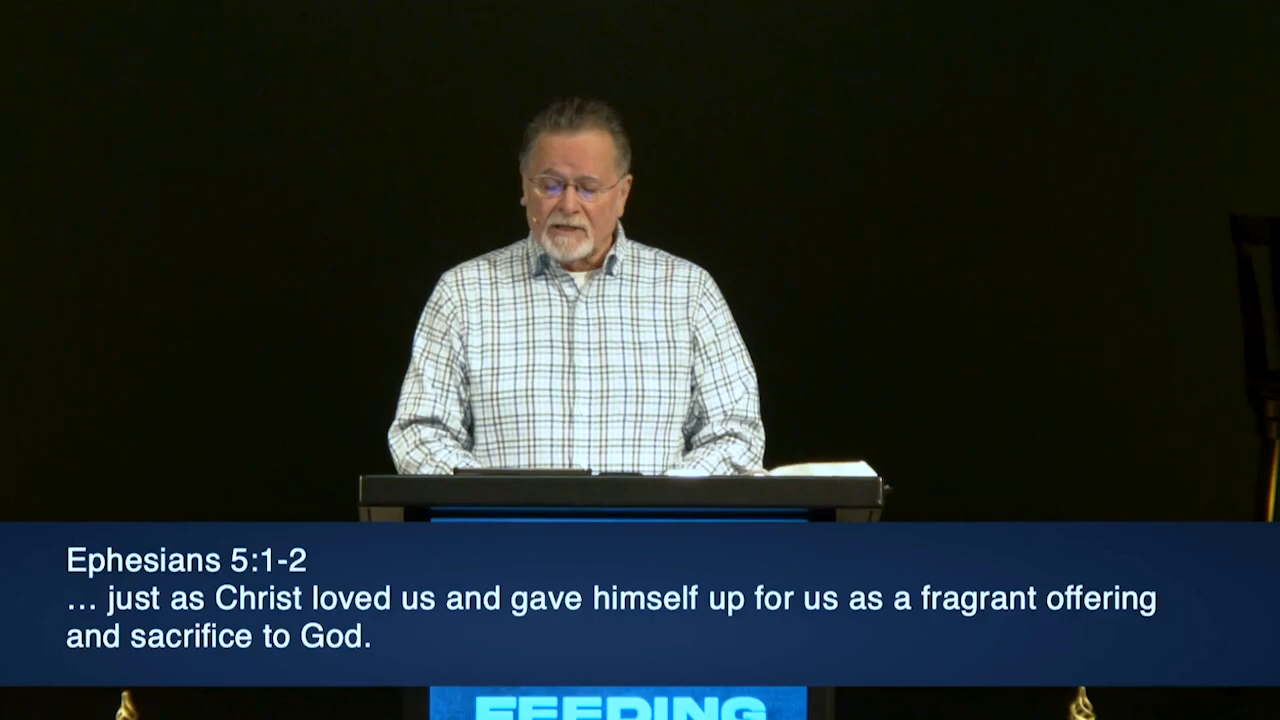 Ephesians 5:1-2
... just as Christ loved us and gave himself up for us as a fragrant offering
and sacrifice to God.
FEEDING